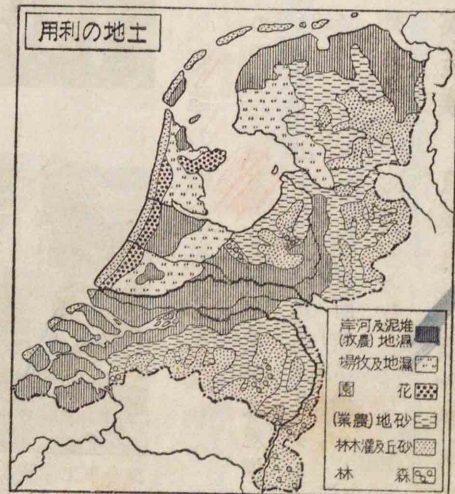 土地の利用
堆泥及河岸
濕地(農牧)
濕地及牧場
花園
砂地(農業)
砂丘及灌木林
森林